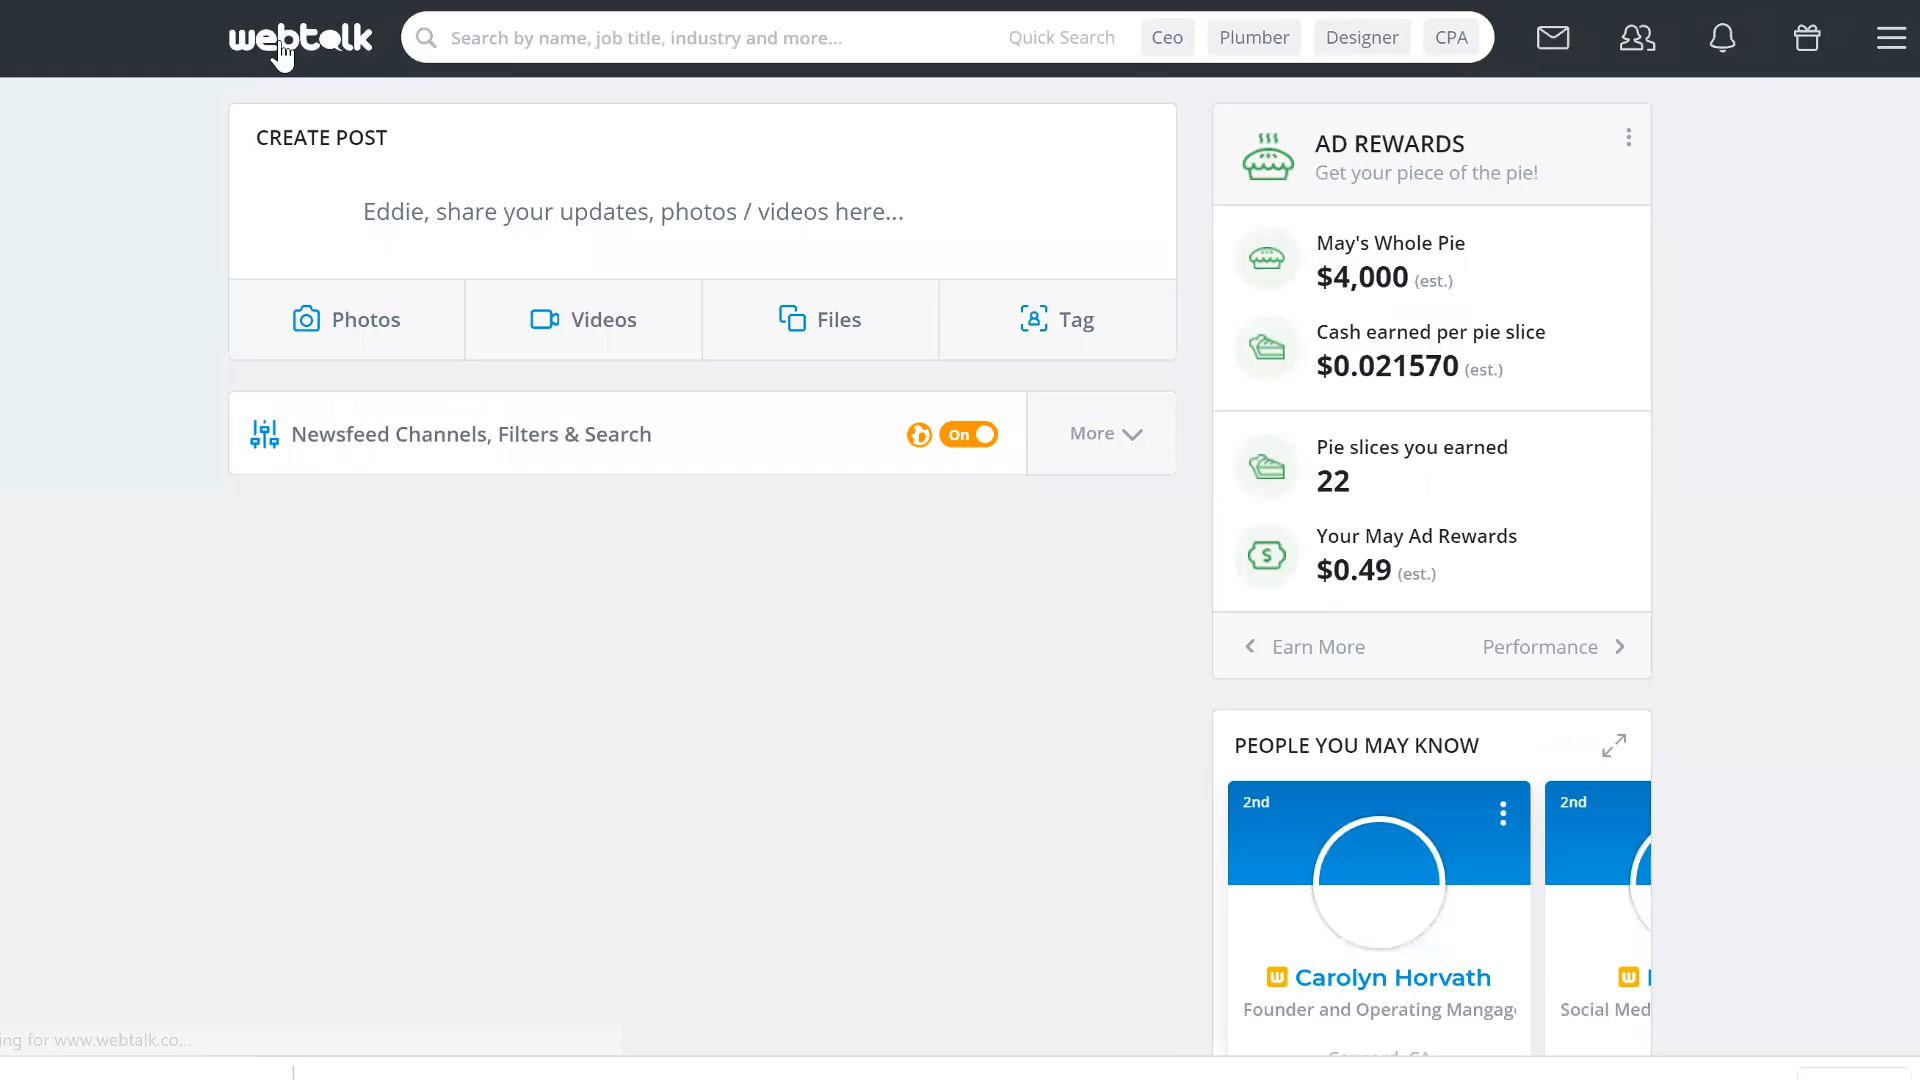 webtalk
Search by name, job title, industry and more...
Quick Search
Ceo
Plumber
Designer
CPA
CREATE POST
Eddie, share your updates, photos / videos here...
Photos
Videos
Files
Tag
Newsfeed Channels, Filters & Search
On
More
AD REWARDS
Get your piece of the pie!
May's Whole Pie
$4,000 (est.)
Cash earned per pie slice
$0.021570 (est.)
Pie slices you earned
22
Your May Ad Rewards
$0.49 (est.)
Earn More
Performance
PEOPLE YOU MAY KNOW
2nd
2nd
Carolyn Horvath
Founder and Operating Mangag
Social Med
ing for www.webtalk.co...